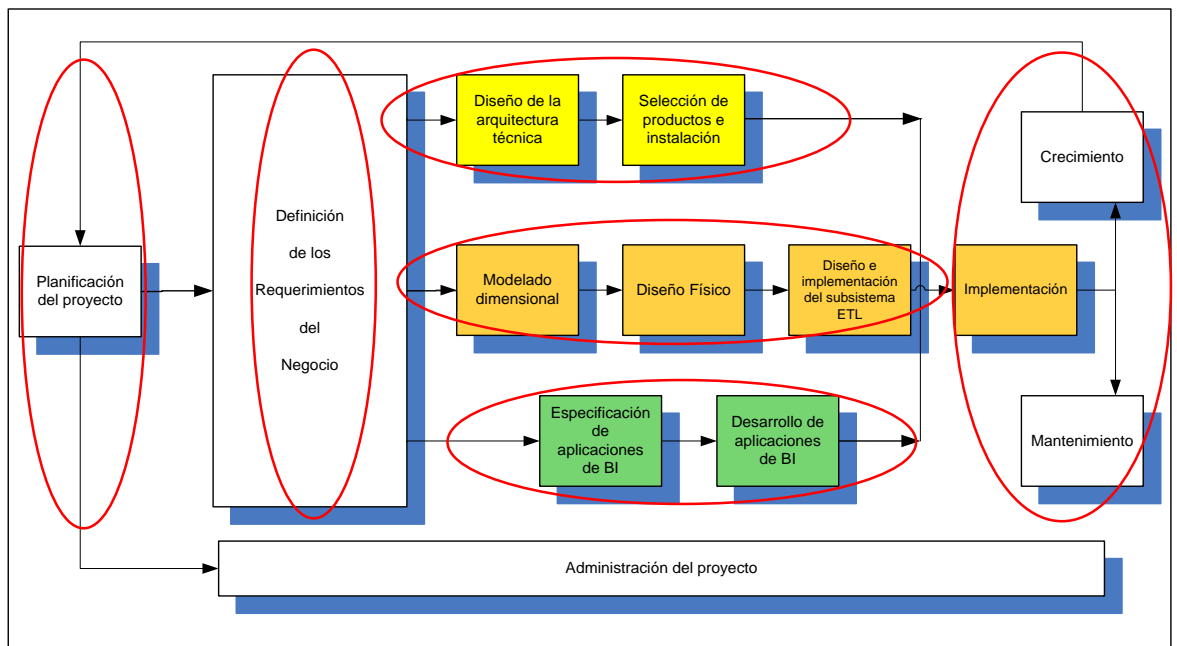 Planificación
del proyecto
Definición
de los
Requerimientos
del
Negocio
Diseño de la
arquitectura
técnica
Selección de
productos e
instalación
Modelado
dimensional
Diseño Físico
Diseño e
implementación
del subsistema
ETL
Implementación
Especificación
de
aplicaciones
de BI
Desarrollo de
aplicaciones
de BI
Crecimiento
Mantenimiento
Administración del proyecto